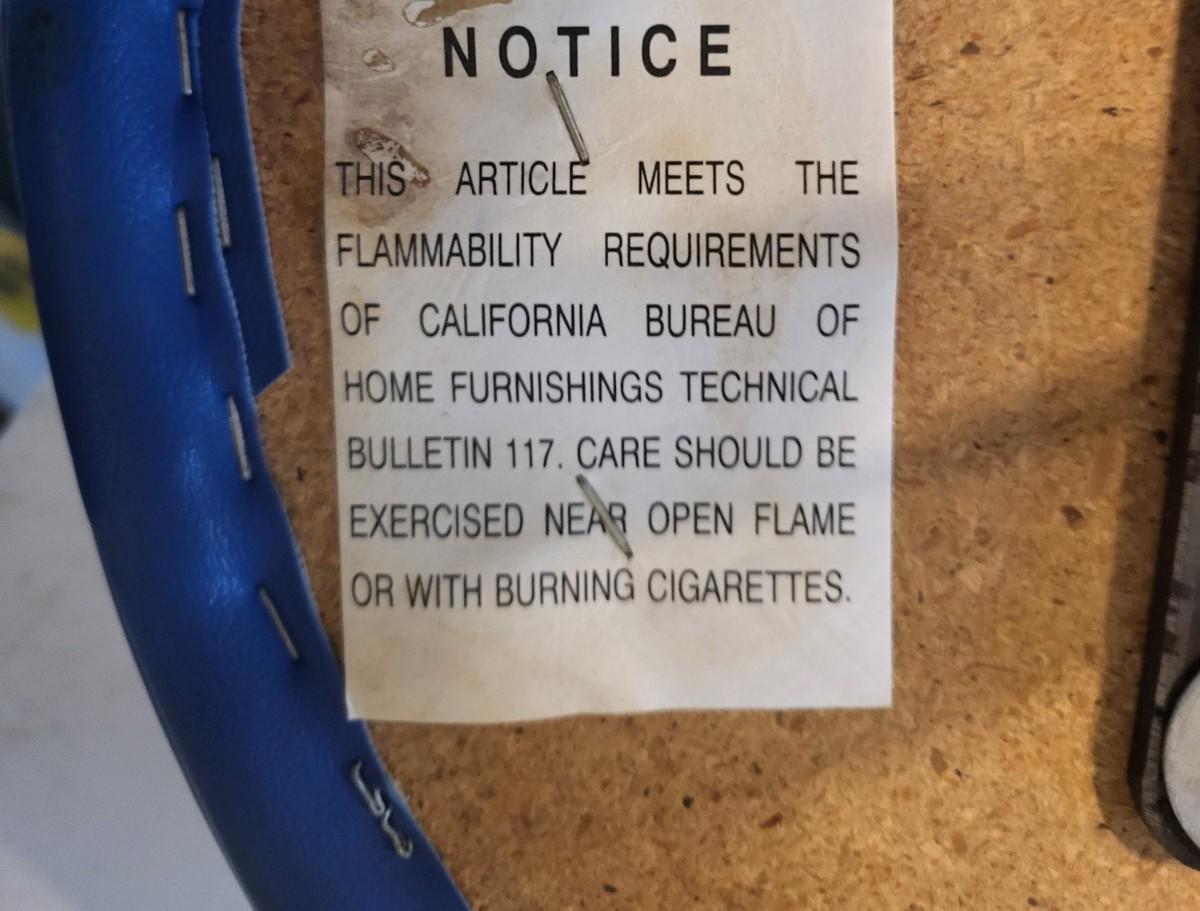 NOTICE
THIS ARTICLE MEETS THE
FLAMMABILITY REQUIREMENTS
OF CALIFORNIA BUREAU OF
HOME FURNISHINGS TECHNICAL
BULLETIN 117. CARE SHOULD BE
EXERCISED NEAR OPEN FLAME
OR WITH BURNING CIGARETTES.